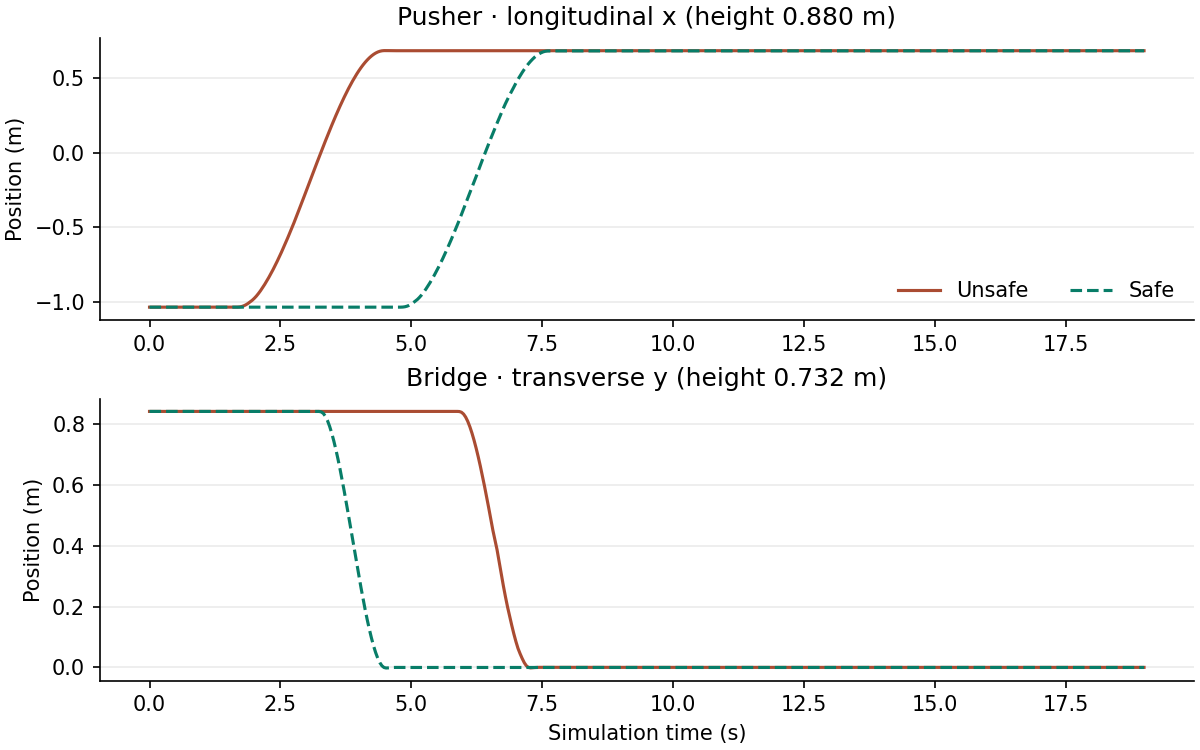 Pusher · longitudinal x (height 0.880 m)
Position (m)
0.5
0.0
−0.5
−1.0
Unsafe
Safe
0.0 2.5 5.0 7.5 10.0 12.5 15.0 17.5
Bridge · transverse y (height 0.732 m)
Position (m)
0.8
0.6
0.4
0.2
0.0
0.0 2.5 5.0 7.5 10.0 12.5 15.0 17.5
Simulation time (s)